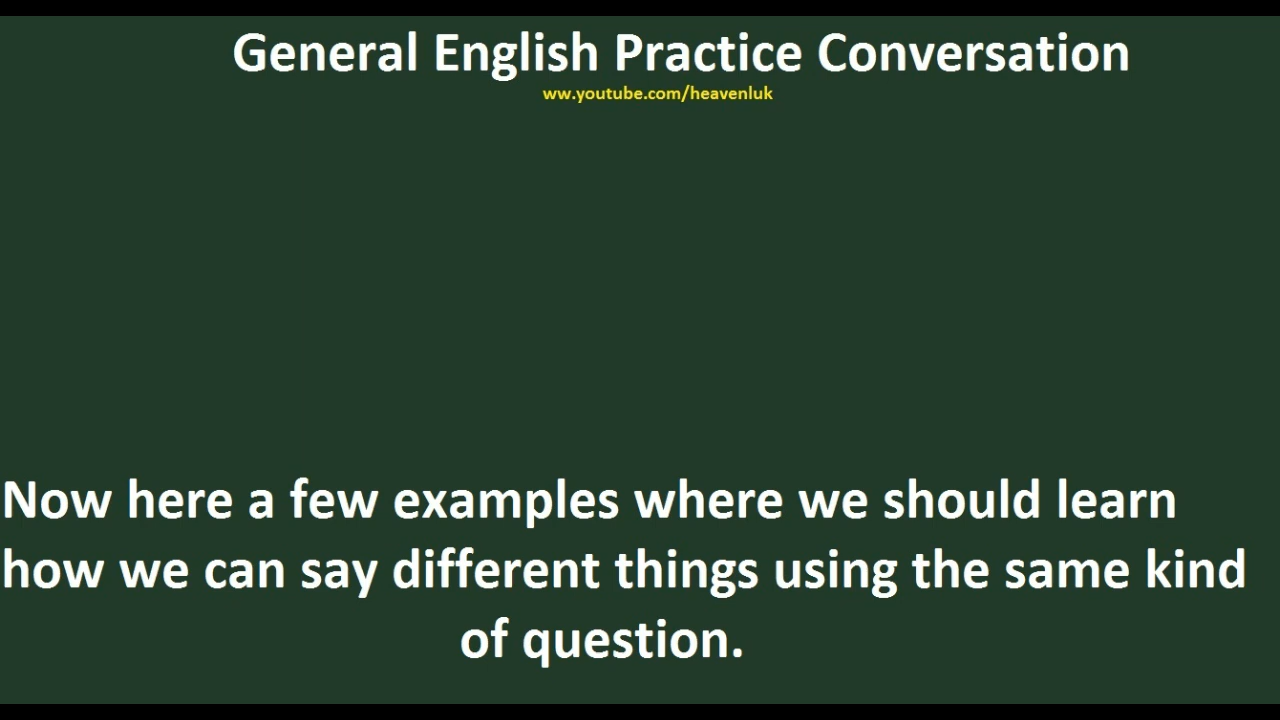 General English Practice Conversation
ww.youtube.com/heavenluk
Now here a few examples where we should learn
how we can say different things using the same kind
of question.